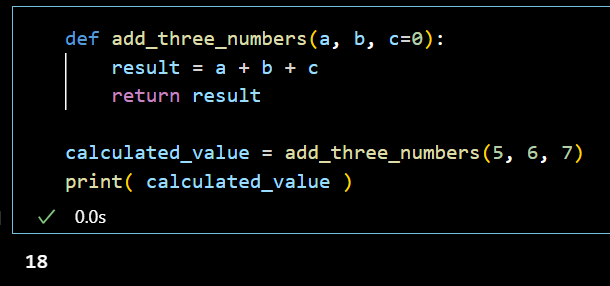 def add_three_numbers(a, b, c=0):
    result = a + b + c
    return result

calculated_value = add_three_numbers(5, 6, 7)
print( calculated_value )
✓ 0.0s
18